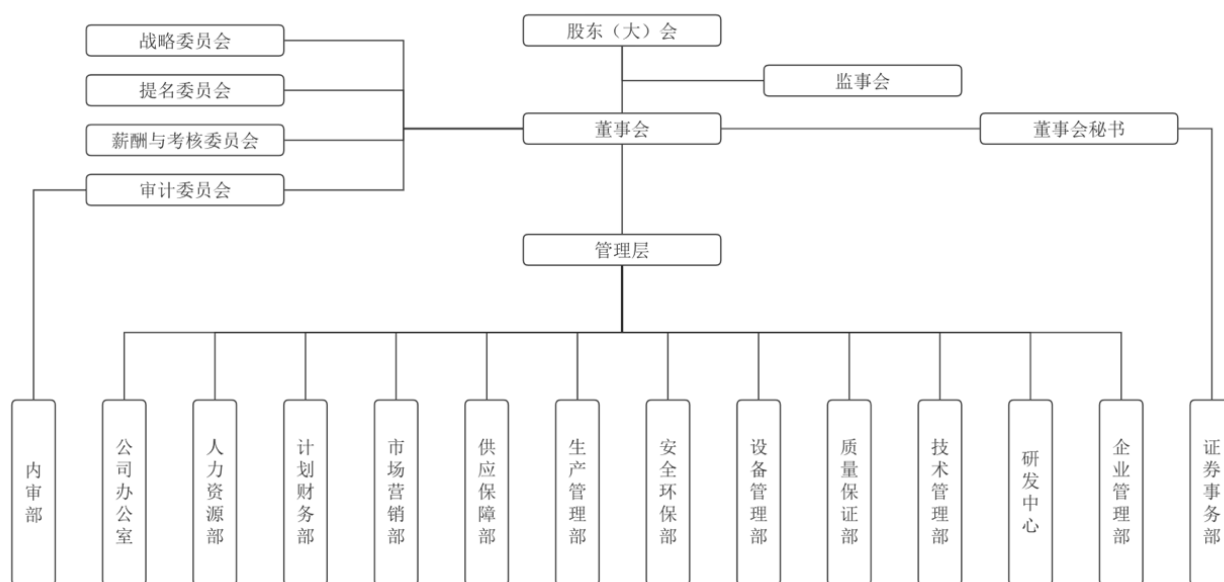 股东（大）会
战略委员会
监事会
提名委员会
董事会
董事会秘书
薪酬与考核委员会
审计委员会
管理层
内审部
公司办公室
人力资源部
计划财务部
市场营销部
供应保障部
生产管理部
安全环保部
设备管理部
质量保证部
技术管理部
研发中心
企业管理部
证券事务部